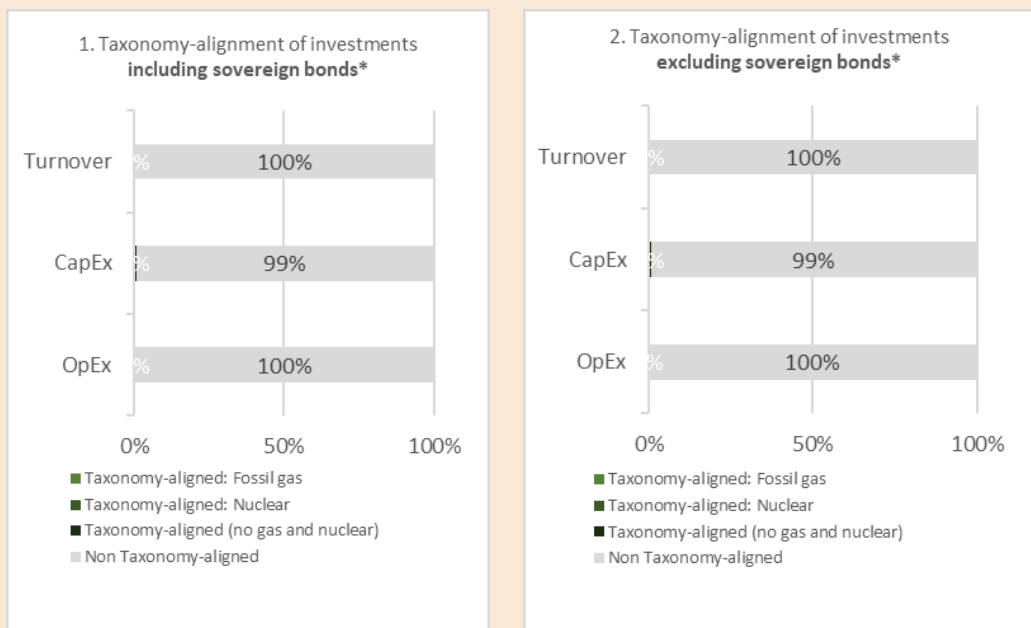 1. Taxonomy-alignment of investments
including sovereign bonds*
Turnover
% 100%
CapEx
% 99%
OpEx
% 100%
0% 50% 100%
Taxonomy-aligned: Fossil gas
Taxonomy-aligned: Nuclear
Taxonomy-aligned (no gas and nuclear)
Non Taxonomy-aligned
2. Taxonomy-alignment of investments
excluding sovereign bonds*
Turnover
% 100%
CapEx
% 99%
OpEx
% 100%
0% 50% 100%
Taxonomy-aligned: Fossil gas
Taxonomy-aligned: Nuclear
Taxonomy-aligned (no gas and nuclear)
Non Taxonomy-aligned